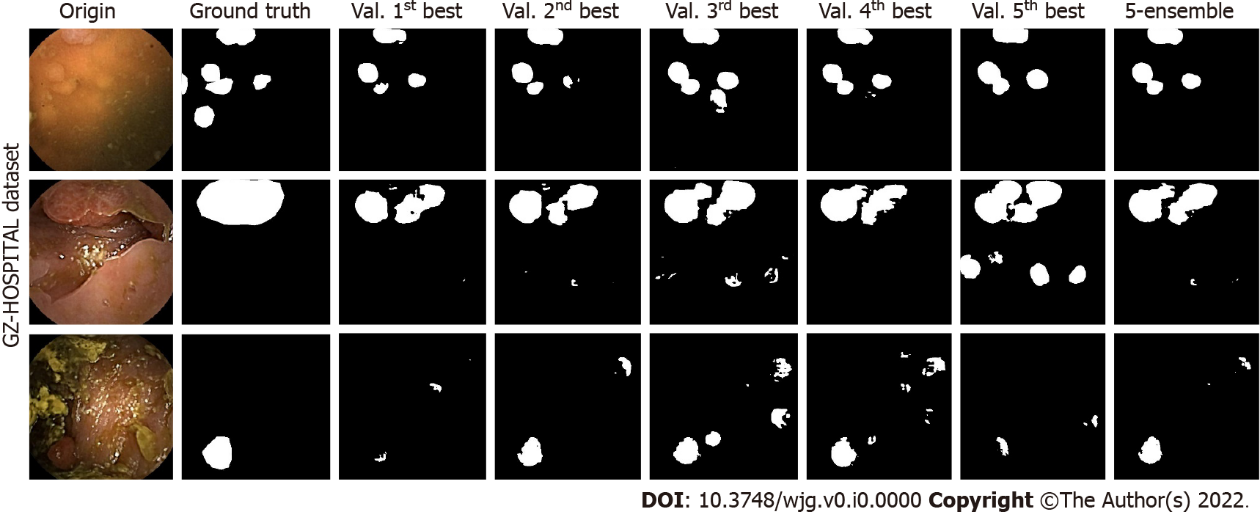 Origin Ground truth Val. 1st best Val. 2nd best Val. 3rd best Val. 4th best Val. 5th best 5-ensemble
GZ-HOSPITAL dataset
DOI: 10.3748/wjg.v0.i0.0000 Copyright ©The Author(s) 2022.